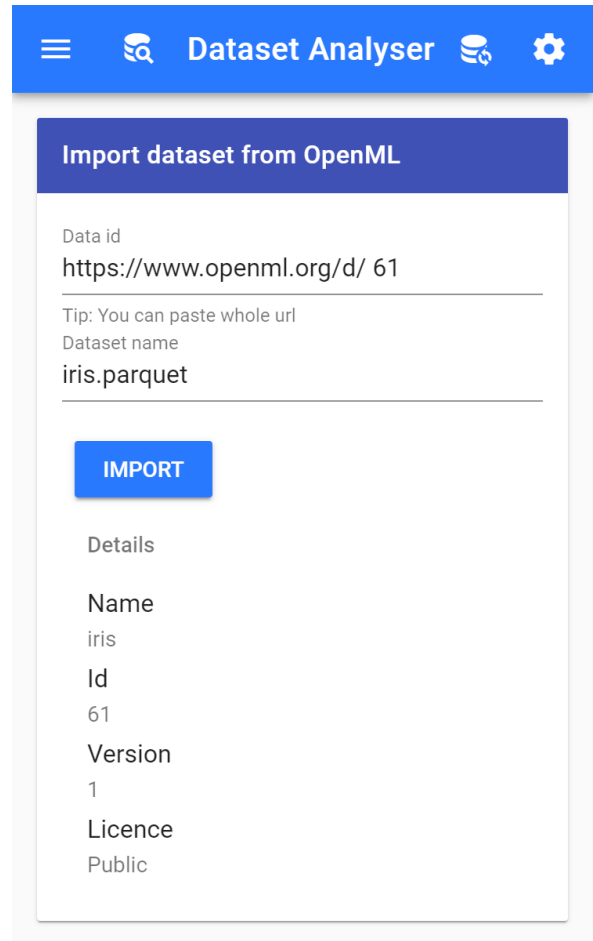 Dataset Analyser
Import dataset from OpenML
Data id
https://www.openml.org/d/ 61
Tip: You can paste whole url
Dataset name
iris.parquet
IMPORT
Details
Name
iris
Id
61
Version
1
Licence
Public